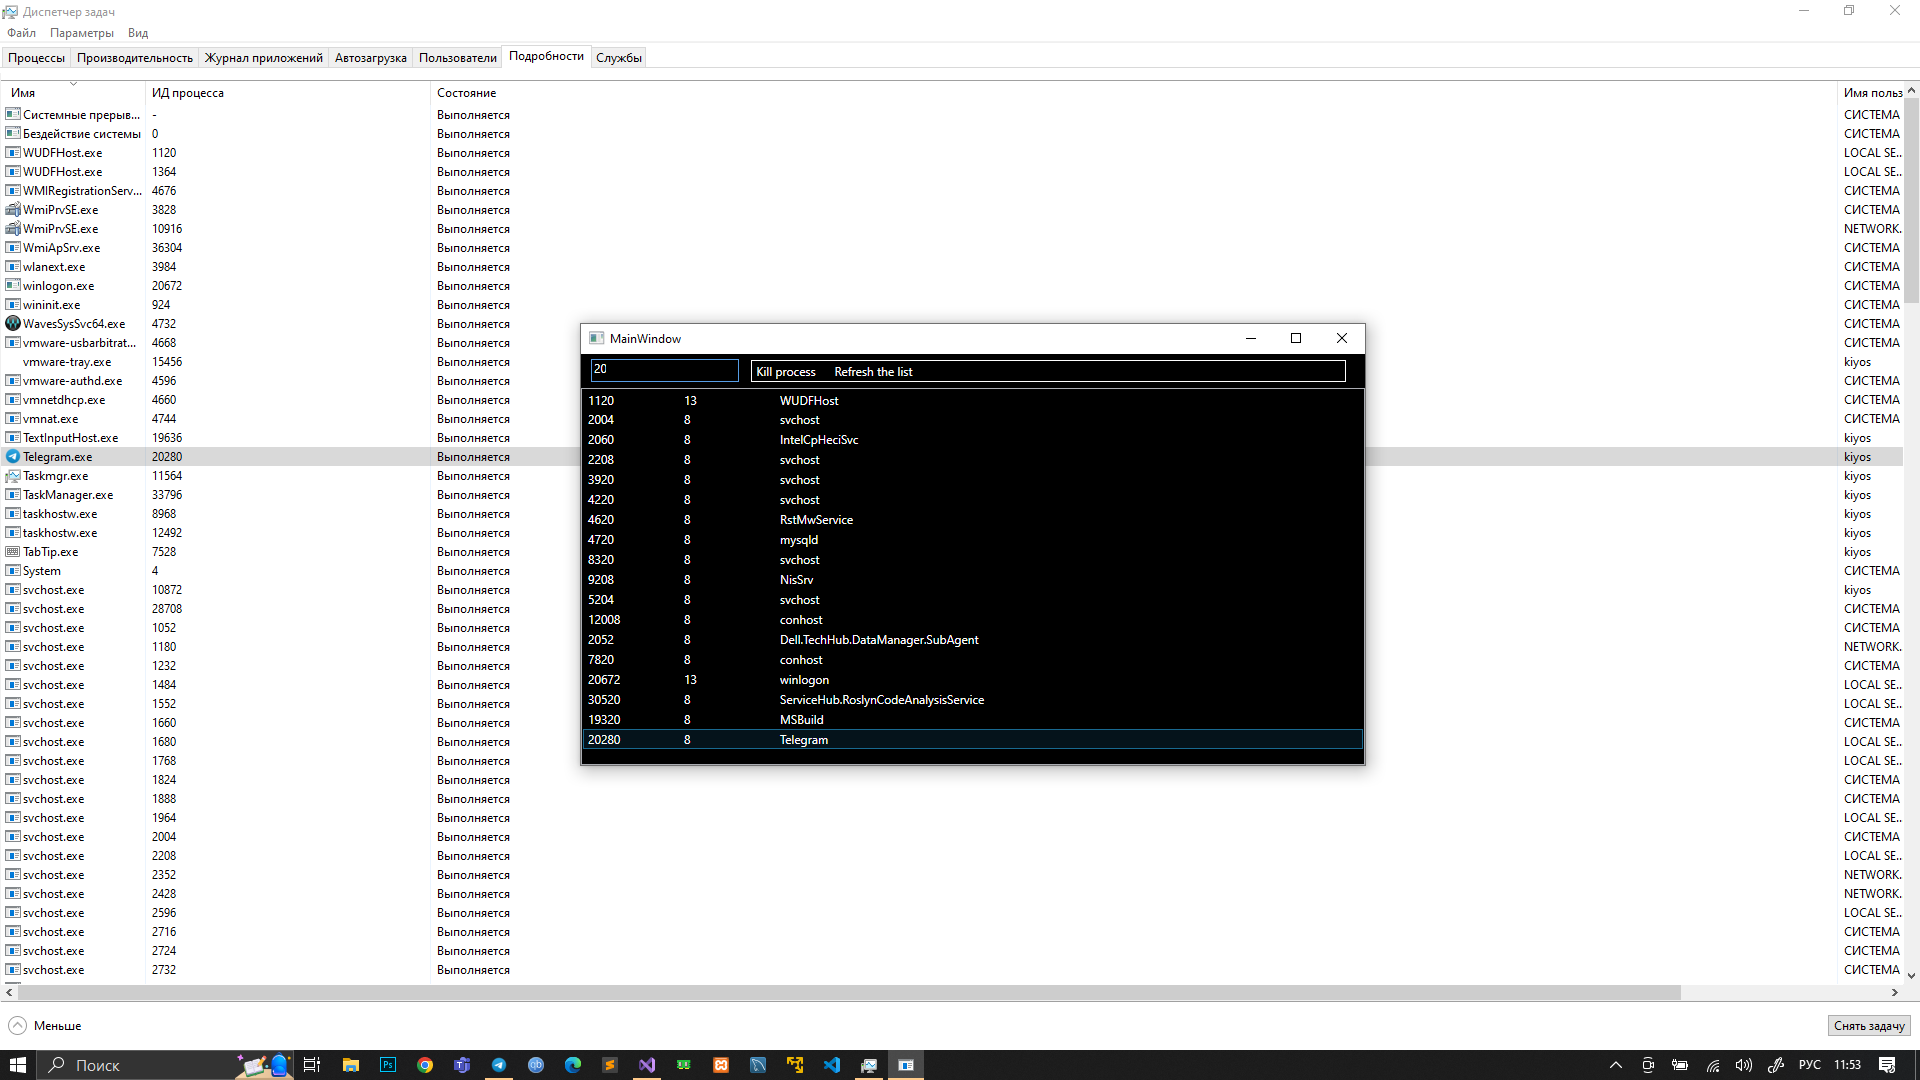 Диспетчер задач
Файл Параметры Вид
Процессы Производительность Журнал приложений Автозагрузка Пользователи Подробности Службы
Имя ИД процесса Состояние Имя польз
Системные прерыв... - Выполняется СИСТЕМА
Бездействие системы 0 Выполняется СИСТЕМА
WUDFHost.exe 1120 Выполняется LOCAL SE...
WUDFHost.exe 1364 Выполняется LOCAL SE...
WMIRegistrationServ... 4676 Выполняется СИСТЕМА
WmiPrvSE.exe 3828 Выполняется СИСТЕМА
WmiPrvSE.exe 10916 Выполняется NETWORK...
WmiApSrv.exe 36304 Выполняется СИСТЕМА
wlanext.exe 3984 Выполняется СИСТЕМА
winlogon.exe 20672 Выполняется СИСТЕМА
wininit.exe 924 Выполняется СИСТЕМА
WavesSysSvc64.exe 4732 Выполняется СИСТЕМА
vmware-usbarbitrat... 4668 Выполняется СИСТЕМА
vmware-tray.exe 15456 Выполняется kiyos
vmware-authd.exe 4596 Выполняется СИСТЕМА
vmnetdhcp.exe 4660 Выполняется СИСТЕМА
vmnat.exe 4744 Выполняется СИСТЕМА
TextInputHost.exe 19636 Выполняется kiyos
Telegram.exe 20280 Выполняется kiyos
Taskmgr.exe 11564 Выполняется kiyos
TaskManager.exe 33796 Выполняется kiyos
taskhostw.exe 8968 Выполняется kiyos
taskhostw.exe 12492 Выполняется kiyos
TabTip.exe 7528 Выполняется kiyos
System 4 Выполняется СИСТЕМА
svchost.exe 10872 Выполняется kiyos
svchost.exe 28708 Выполняется СИСТЕМА
svchost.exe 1052 Выполняется СИСТЕМА
svchost.exe 1180 Выполняется NETWORK...
svchost.exe 1232 Выполняется СИСТЕМА
svchost.exe 1484 Выполняется LOCAL SE...
svchost.exe 1552 Выполняется LOCAL SE...
svchost.exe 1660 Выполняется СИСТЕМА
svchost.exe 1680 Выполняется LOCAL SE...
svchost.exe 1768 Выполняется LOCAL SE...
svchost.exe 1824 Выполняется СИСТЕМА
svchost.exe 1888 Выполняется СИСТЕМА
svchost.exe 1964 Выполняется LOCAL SE...
svchost.exe 2004 Выполняется СИСТЕМА
svchost.exe 2208 Выполняется LOCAL SE...
svchost.exe 2352 Выполняется NETWORK...
svchost.exe 2428 Выполняется NETWORK...
svchost.exe 2596 Выполняется LOCAL SE...
svchost.exe 2716 Выполняется СИСТЕМА
svchost.exe 2724 Выполняется СИСТЕМА
svchost.exe 2732 Выполняется СИСТЕМА
MainWindow
20 Kill process Refresh the list
1120 13 WUDFHost
2004 8 svchost
2060 8 IntelCpHeciSvc
2208 8 svchost
3920 8 svchost
4220 8 svchost
4620 8 RstMwService
4720 8 mysqld
8320 8 svchost
9208 8 NisSrv
5204 8 svchost
12008 8 conhost
2052 8 Dell.TechHub.DataManager.SubAgent
7820 8 conhost
20672 13 winlogon
30520 8 ServiceHub.RoslynCodeAnalysisService
19320 8 MSBuild
20280 8 Telegram
Меньше Снять задачу
Поиск РУС 11:53